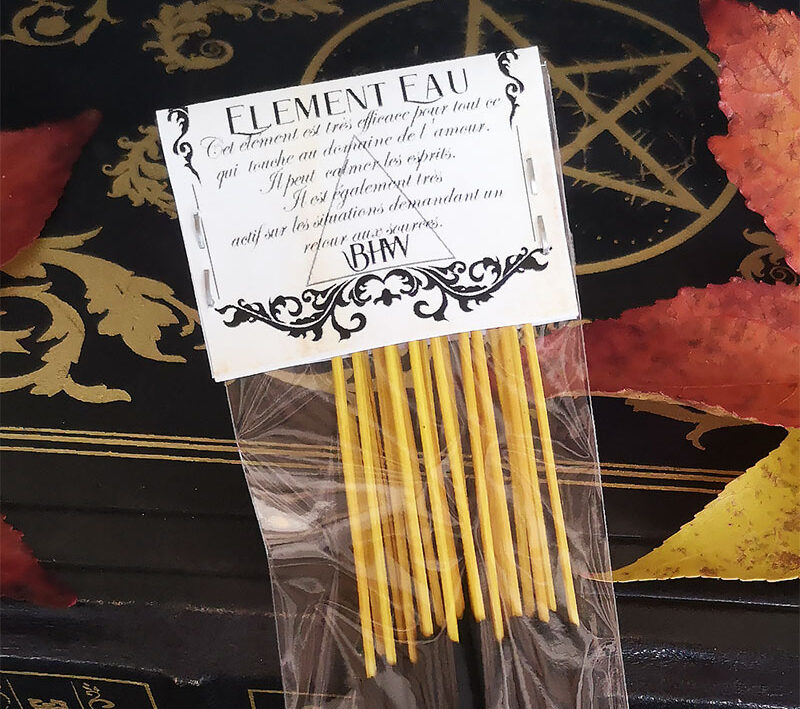 ELEMENT EAU
Cet élément est très efficace pour tout ce
qui touche au domaine de l'amour.
Il peut calmer les esprits.
Il est également très
actif sur les situations demandant un
retour aux sources.
BHW